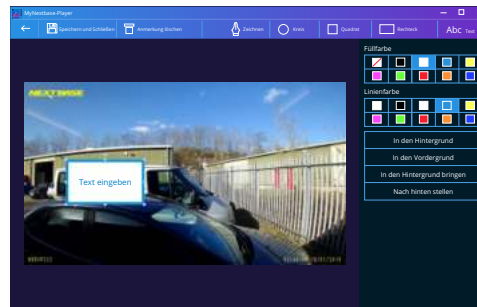 MyNextbase-Player
Speichern und Schließen
Anmerkung löschen
Zeichnen
Kreis
Quadrat
Rechteck
Abc Text
Füllfarbe
Linienfarbe
NEXTBASE
Text eingeben
In den Hintergrund
In den Vordergrund
In den Hintergrund bringen
Nach hinten stellen